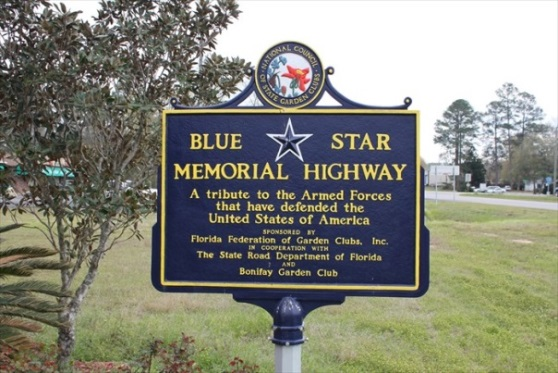 NATIONAL COUNCIL
OF STATE GARDEN CLUBS
BLUE STAR
MEMORIAL HIGHWAY
A tribute to the Armed Forces
that have defended the
United States of America
SPONSORED BY
Florida Federation of Garden Clubs, Inc.
IN COOPERATION WITH
The State Road Department of Florida
AND
Bonifay Garden Club